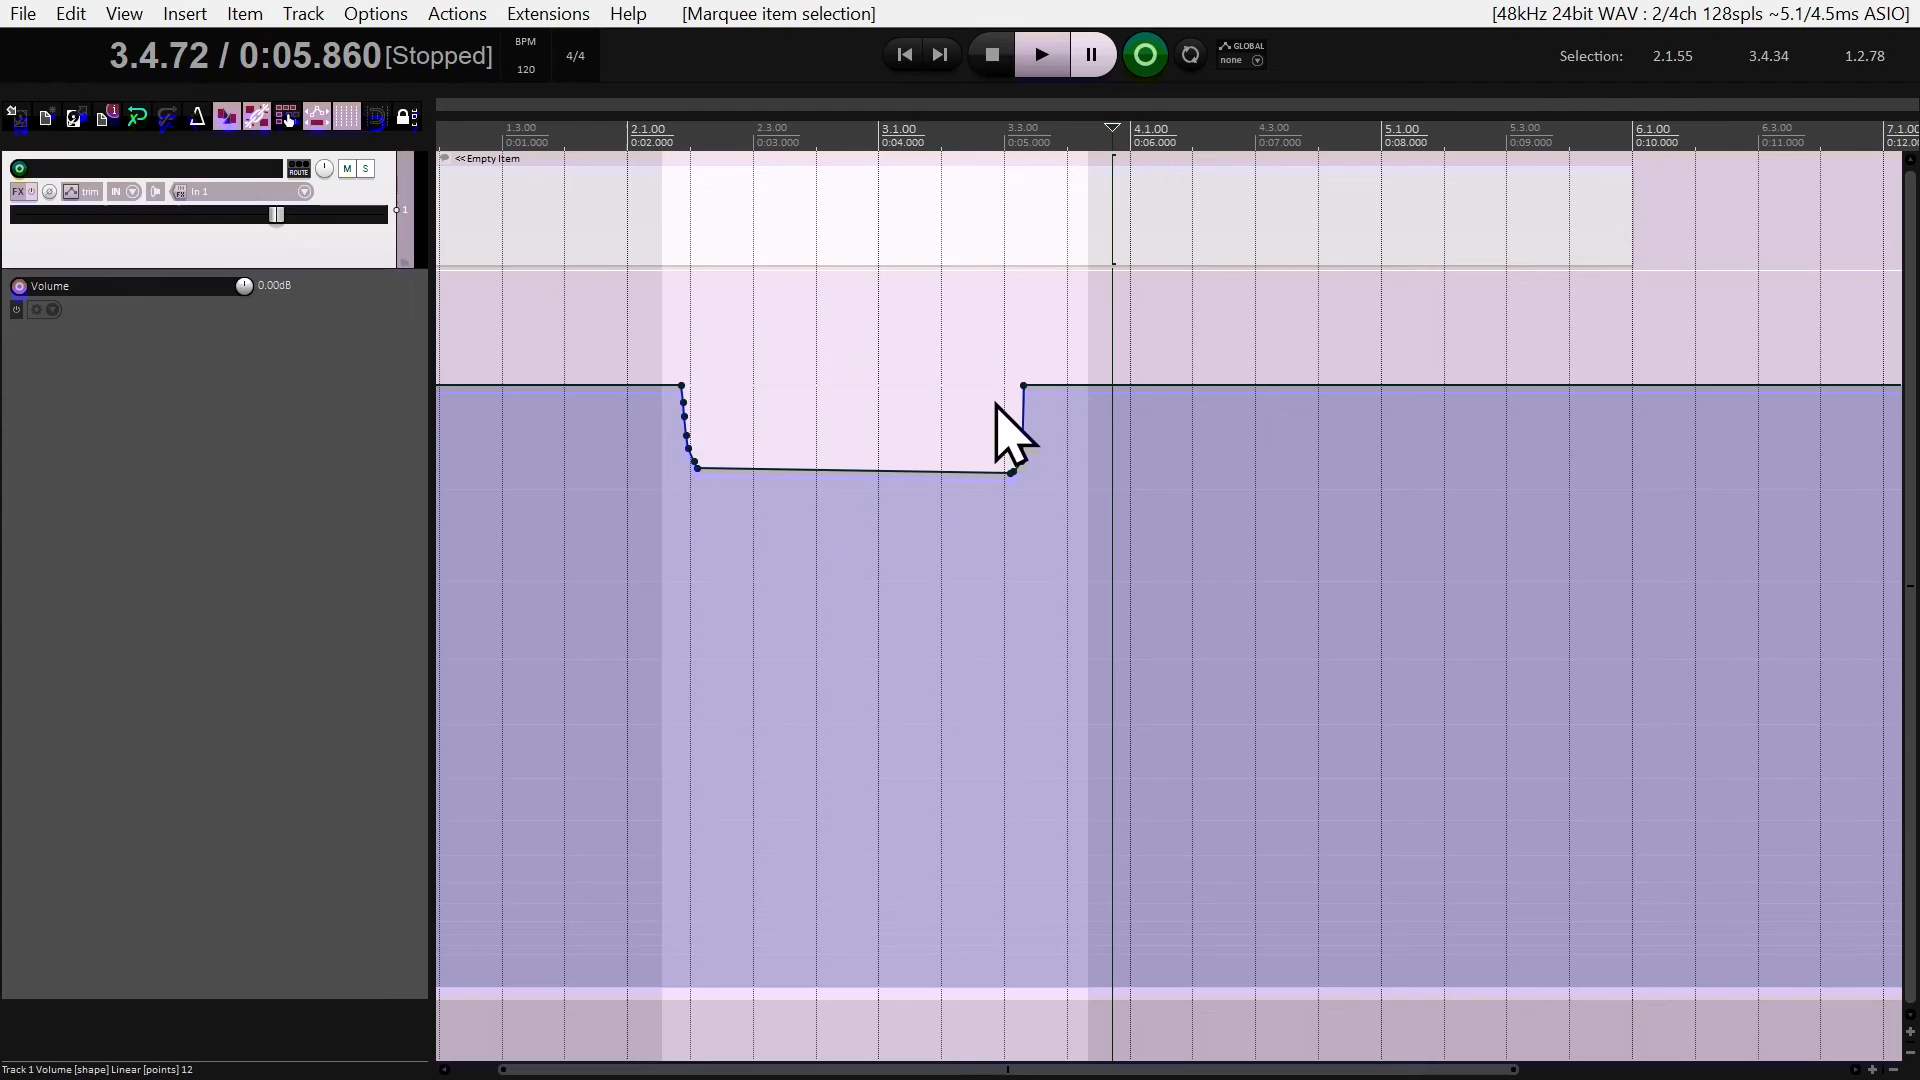 File Edit View Insert Item Track Options Actions Extensions Help [Marquee item selection] [48kHz 24bit WAV : 2/4ch 128spls ~5.1/4.5ms ASIO]
3.4.72 / 0:05.860 [Stopped] BPM 120 4/4 GLOBAL none Selection: 2.1.55 3.4.34 1.2.78
1.3.00 2.1.00 2.3.00 3.1.00 3.3.00 4.1.00 4.3.00 5.1.00 5.3.00 6.1.00 6.3.00 7.1.00
0:01.000 0:02.000 0:03.000 0:04.000 0:05.000 0:06.000 0:07.000 0:08.000 0:09.000 0:10.000 0:11.000 0:12.0
<<Empty Item
ROUTE M S
FX trim IN IN FX In 1
1
Volume 0.00dB
Track 1 Volume [shape] Linear [points] 12